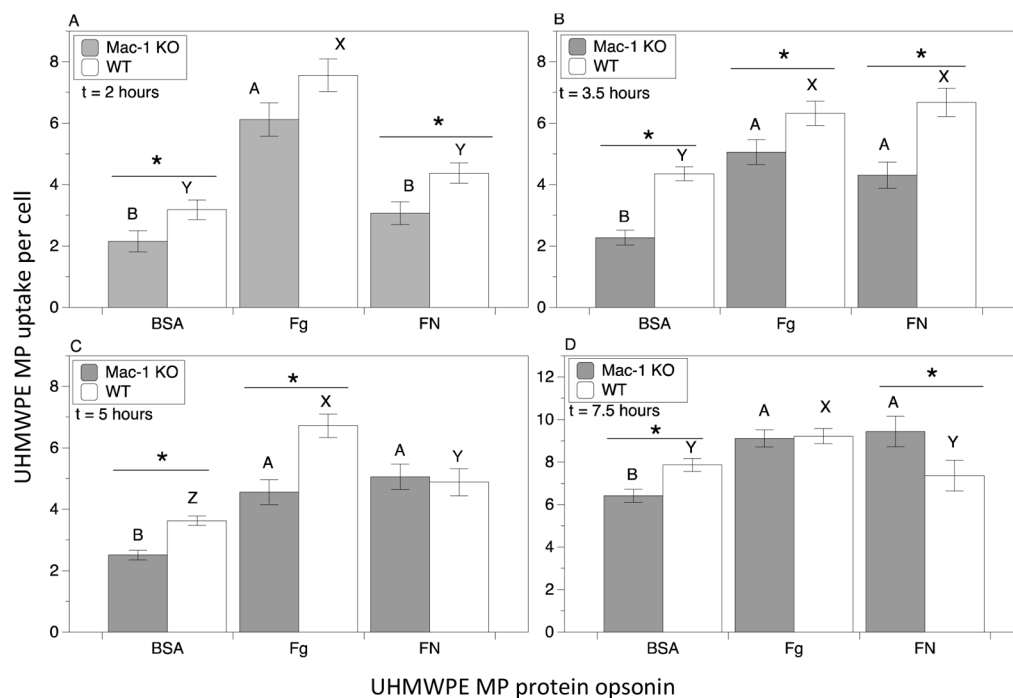 UHMWPE MP uptake per cell
A
Mac-1 KO
WT
t = 2 hours
8
6
4
2
0
*
B
Y
A
X
*
B
Y
BSA Fg FN
B
Mac-1 KO
WT
t = 3.5 hours
8
6
4
2
0
*
B
Y
*
A
X
*
A
X
BSA Fg FN
C
Mac-1 KO
WT
t = 5 hours
8
6
4
2
0
*
B
Z
*
A
X
A
Y
BSA Fg FN
D
Mac-1 KO
WT
t = 7.5 hours
12
10
8
6
4
2
0
*
B
Y
A
X
*
A
Y
BSA Fg FN
UHMWPE MP protein opsonin